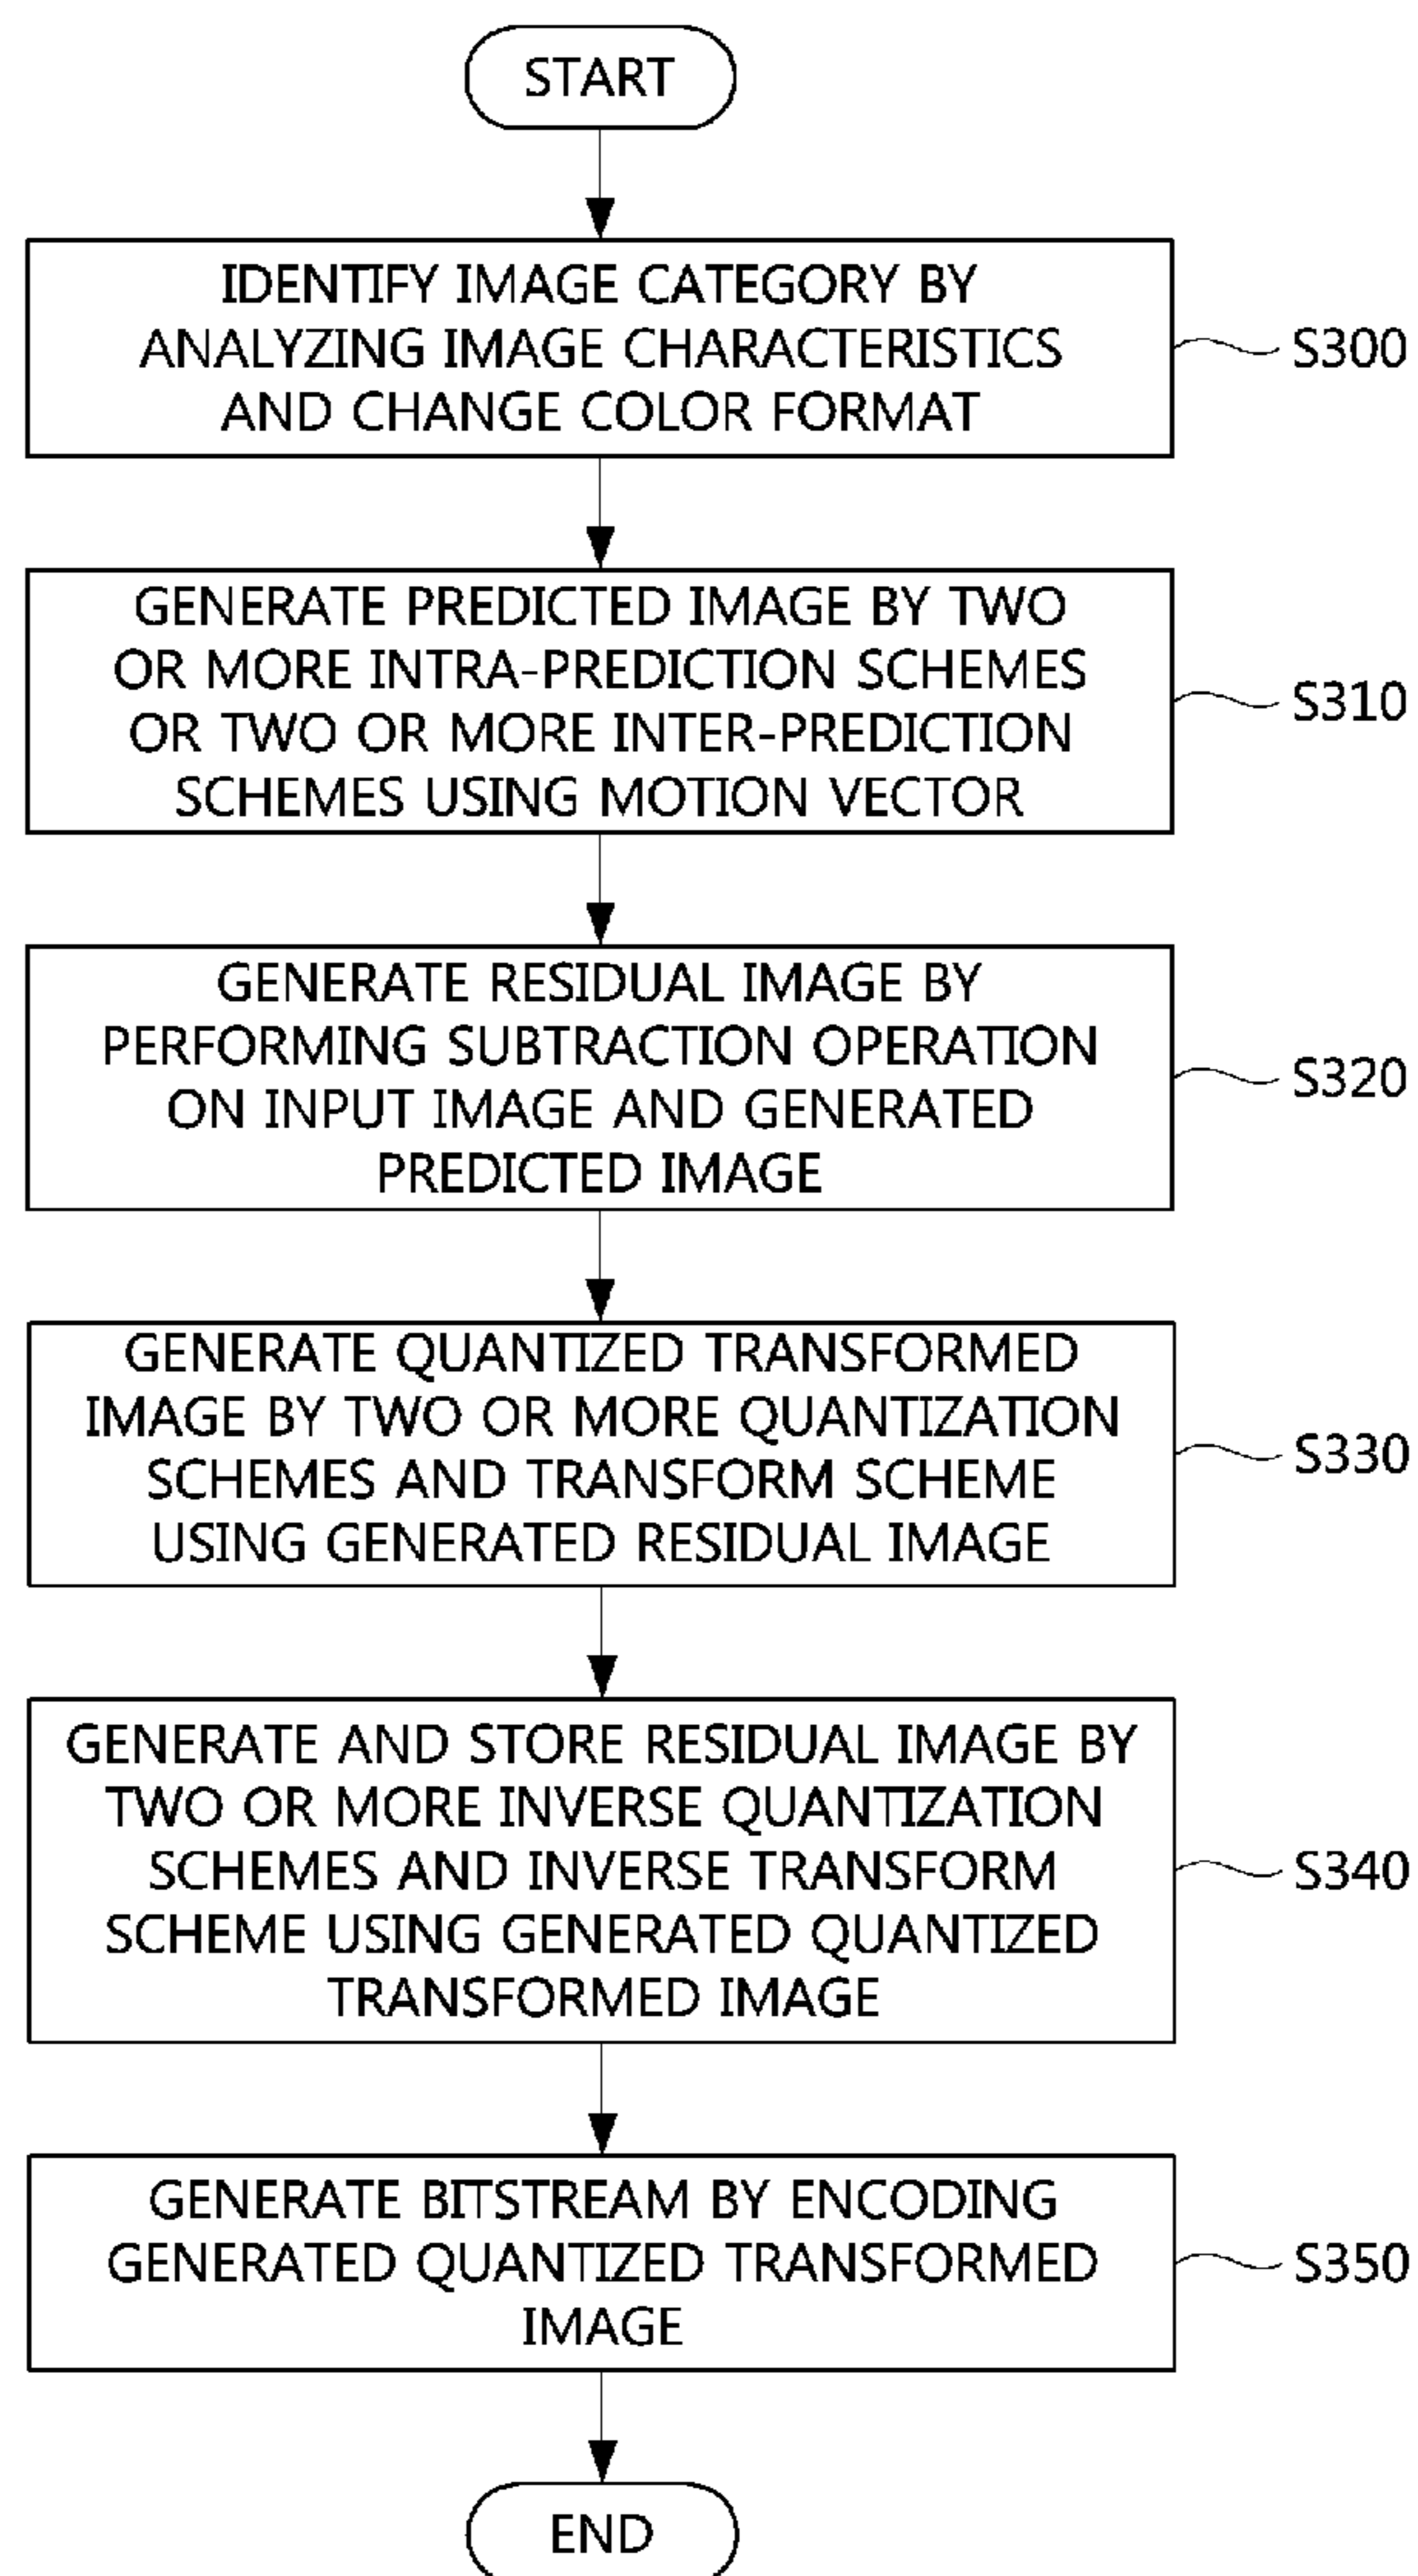 START
IDENTIFY IMAGE CATEGORY BY
ANALYZING IMAGE CHARACTERISTICS
AND CHANGE COLOR FORMAT
S300
GENERATE PREDICTED IMAGE BY TWO
OR MORE INTRA-PREDICTION SCHEMES
OR TWO OR MORE INTER-PREDICTION
SCHEMES USING MOTION VECTOR
S310
GENERATE RESIDUAL IMAGE BY
PERFORMING SUBTRACTION OPERATION
ON INPUT IMAGE AND GENERATED
PREDICTED IMAGE
S320
GENERATE QUANTIZED TRANSFORMED
IMAGE BY TWO OR MORE QUANTIZATION
SCHEMES AND TRANSFORM SCHEME
USING GENERATED RESIDUAL IMAGE
S330
GENERATE AND STORE RESIDUAL IMAGE BY
TWO OR MORE INVERSE QUANTIZATION
SCHEMES AND INVERSE TRANSFORM
SCHEME USING GENERATED QUANTIZED
TRANSFORMED IMAGE
S340
GENERATE BITSTREAM BY ENCODING
GENERATED QUANTIZED TRANSFORMED
IMAGE
S350
END